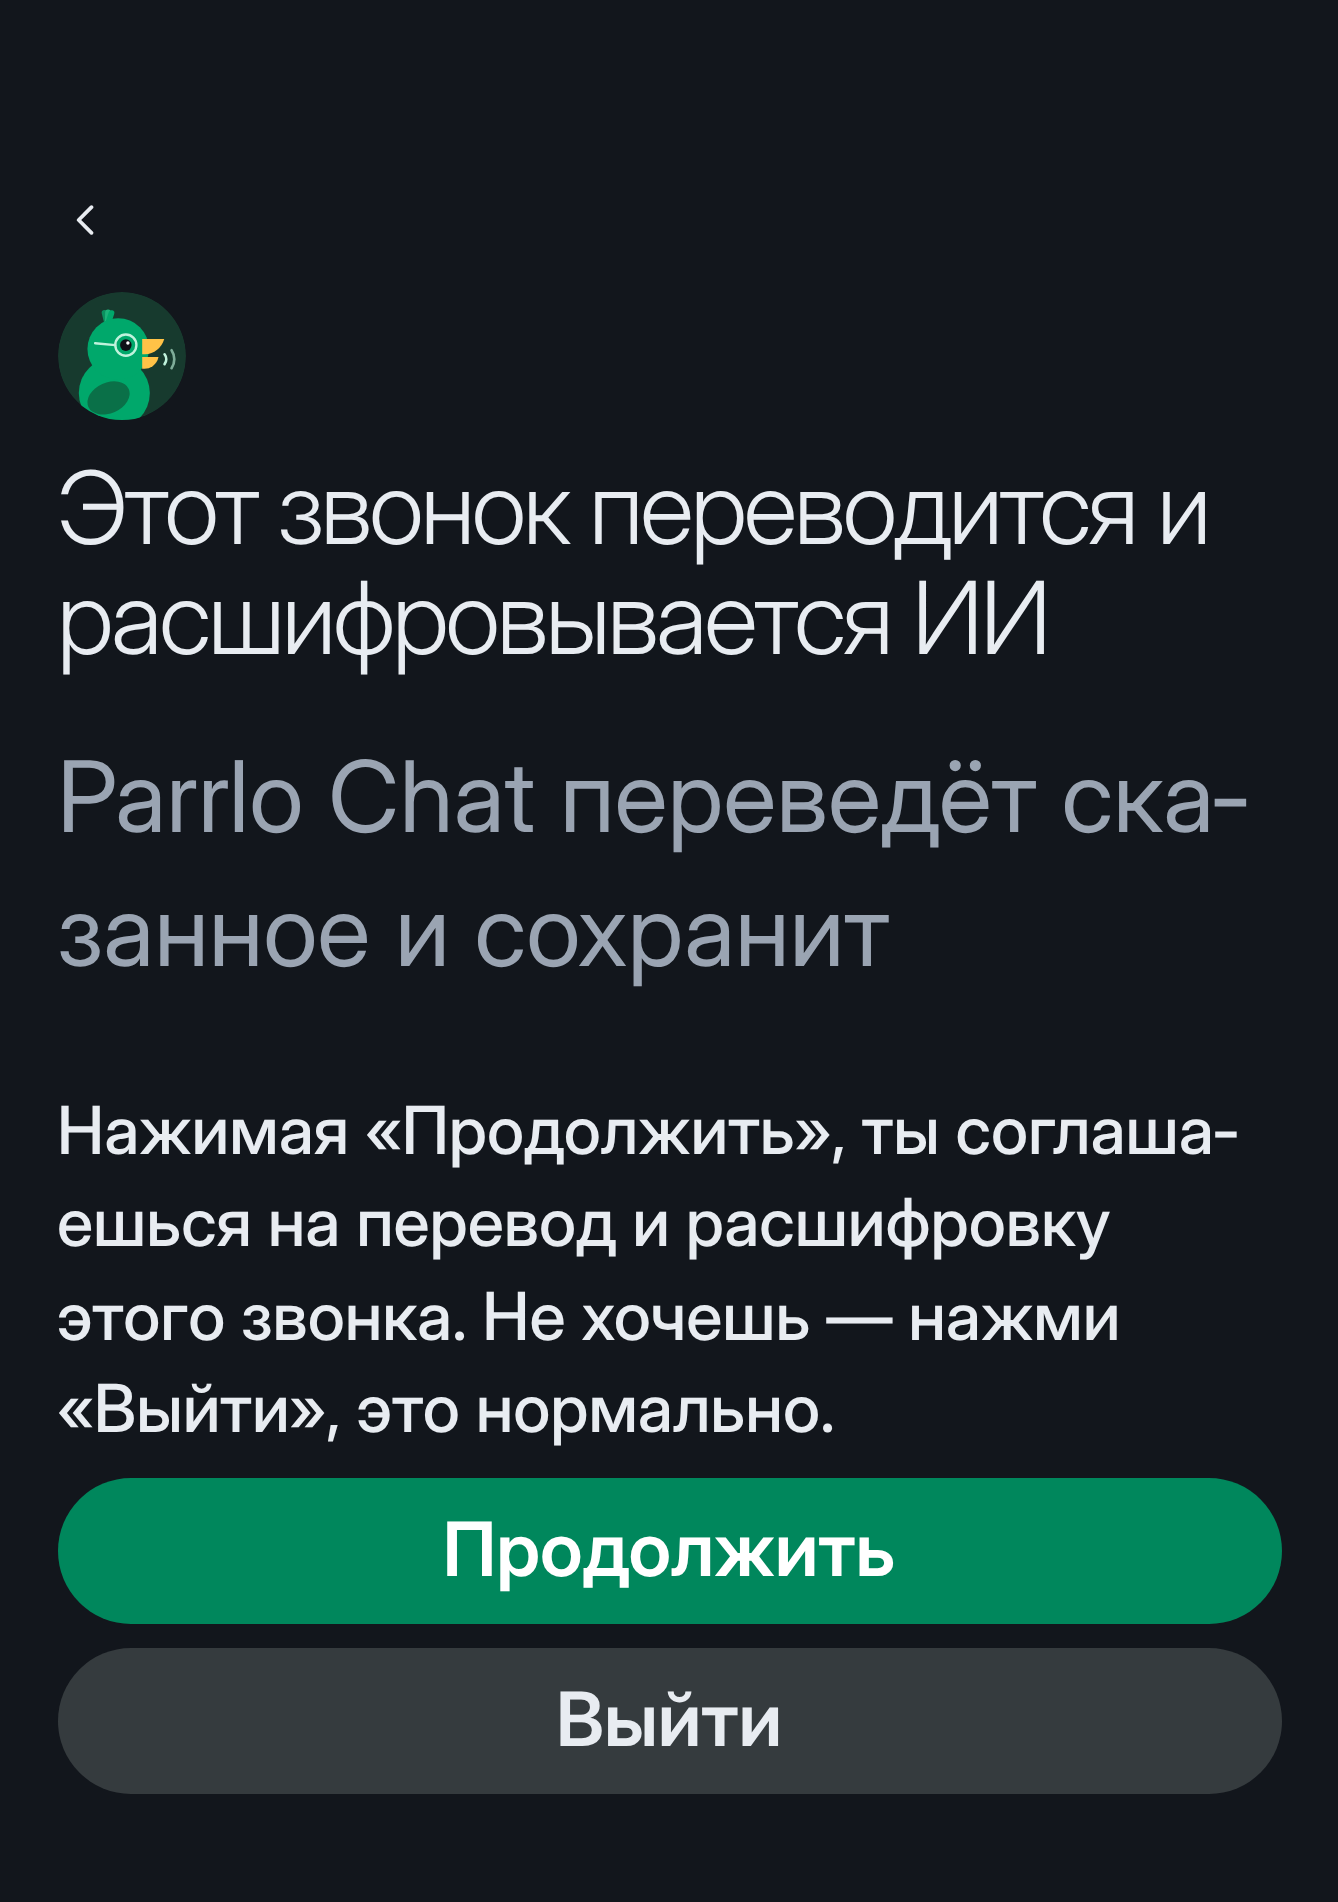 Этот звонок переводится и
расшифровывается ИИ
Parrlo Chat переведёт ска-
занное и сохранит
Нажимая «Продолжить», ты соглаша-
ешься на перевод и расшифровку
этого звонка. Не хочешь — нажми
«Выйти», это нормально.
Продолжить
Выйти